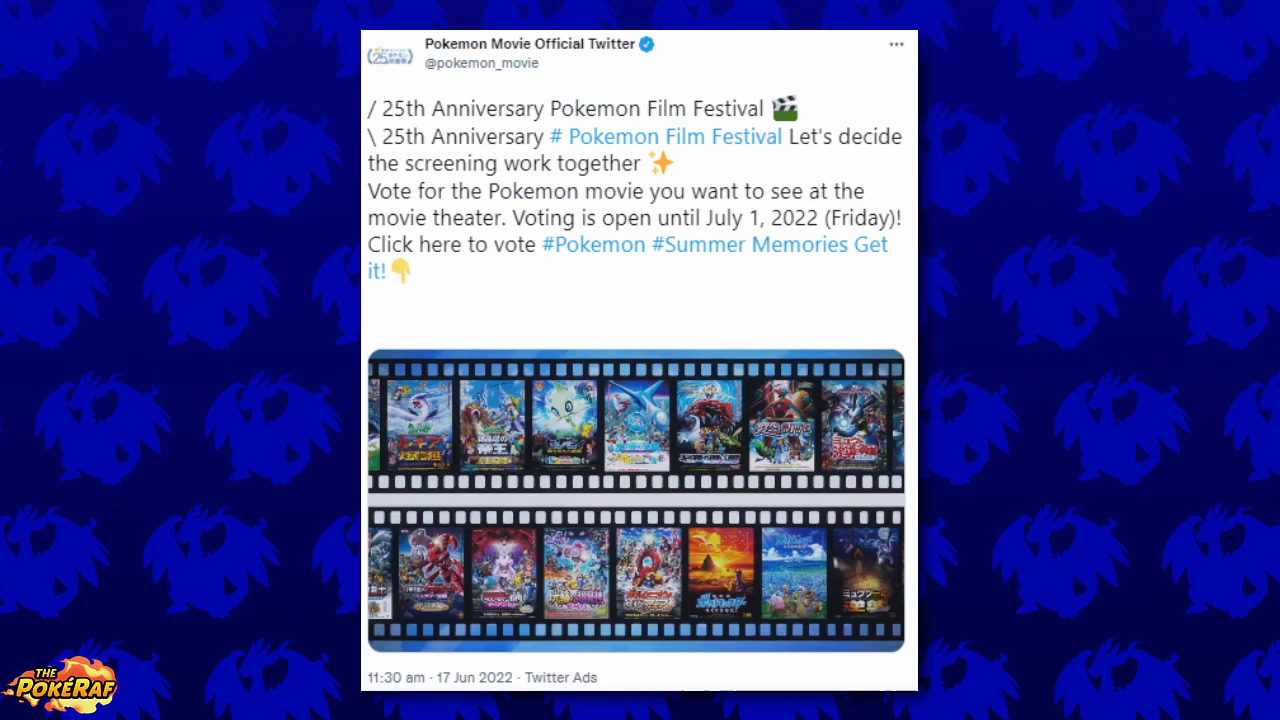 Pokemon Movie Official Twitter
@pokemon_movie
/ 25th Anniversary Pokemon Film Festival
\ 25th Anniversary # Pokemon Film Festival Let's decide
the screening work together
Vote for the Pokemon movie you want to see at the
movie theater. Voting is open until July 1, 2022 (Friday)!
Click here to vote #Pokemon #Summer Memories Get
it!
11:30 am · 17 Jun 2022 · Twitter Ads
THE
POKÉRAF